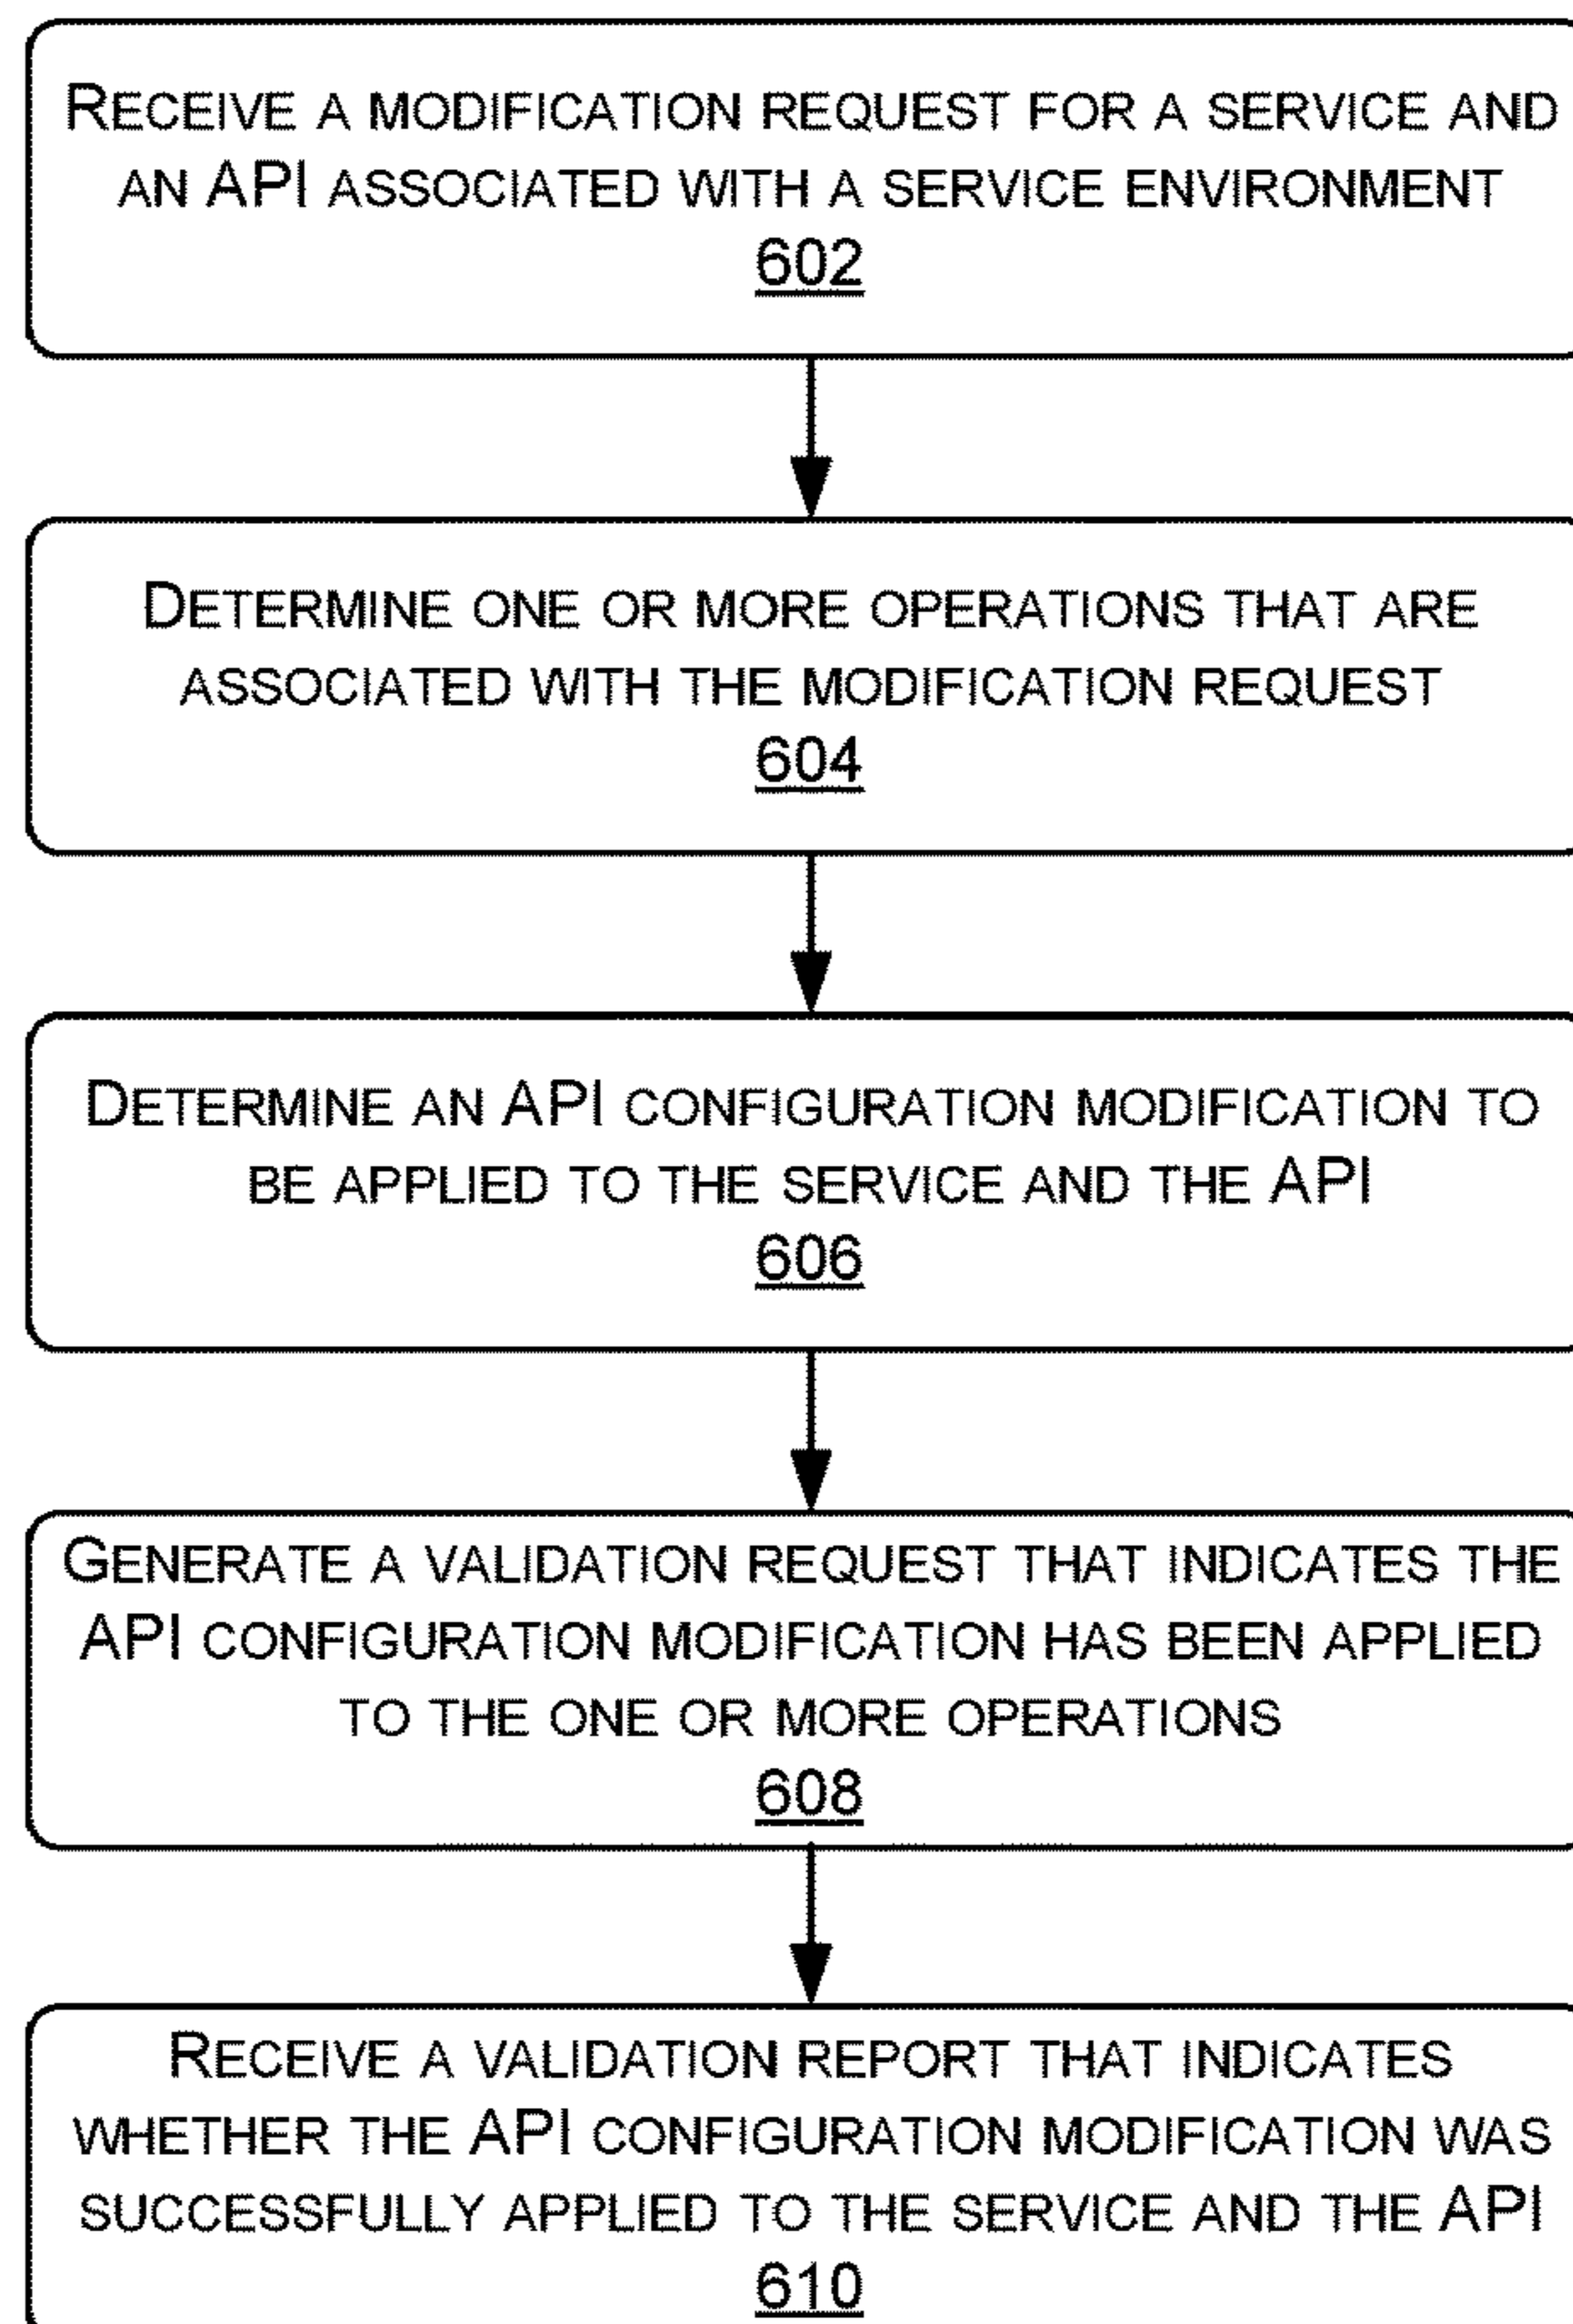 RECEIVE A MODIFICATION REQUEST FOR A SERVICE AND
AN API ASSOCIATED WITH A SERVICE ENVIRONMENT
602
DETERMINE ONE OR MORE OPERATIONS THAT ARE
ASSOCIATED WITH THE MODIFICATION REQUEST
604
DETERMINE AN API CONFIGURATION MODIFICATION TO
BE APPLIED TO THE SERVICE AND THE API
606
GENERATE A VALIDATION REQUEST THAT INDICATES THE
API CONFIGURATION MODIFICATION HAS BEEN APPLIED
TO THE ONE OR MORE OPERATIONS
608
RECEIVE A VALIDATION REPORT THAT INDICATES
WHETHER THE API CONFIGURATION MODIFICATION WAS
SUCCESSFULLY APPLIED TO THE SERVICE AND THE API
610